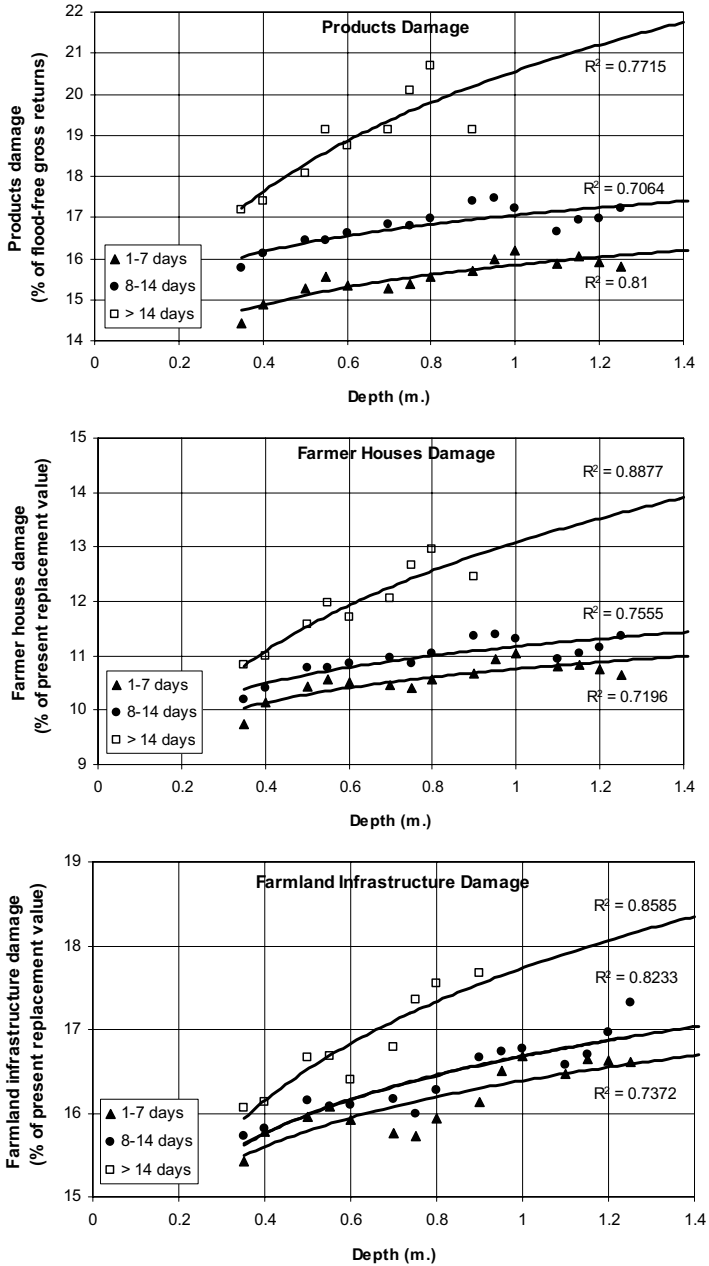 Products Damage
Products damage
(% of flood-free gross returns)
22
21
20
19
18
17
16
15
14
R² = 0.7715
R² = 0.7064
R² = 0.81
1-7 days
8-14 days
> 14 days
0
0.2
0.4
0.6
0.8
1
1.2
1.4
Depth (m.)
Farmer Houses Damage
Farmer houses damage
(% of present replacement value)
15
14
13
12
11
10
9
R² = 0.8877
R² = 0.7555
R² = 0.7196
1-7 days
8-14 days
> 14 days
0
0.2
0.4
0.6
0.8
1
1.2
1.4
Depth (m.)
Farmland Infrastructure Damage
Farmland infrastructure damage
(% of present replacement value)
19
18
17
16
15
R² = 0.8585
R² = 0.8233
R² = 0.7372
1-7 days
8-14 days
> 14 days
0
0.2
0.4
0.6
0.8
1
1.2
1.4
Depth (m.)